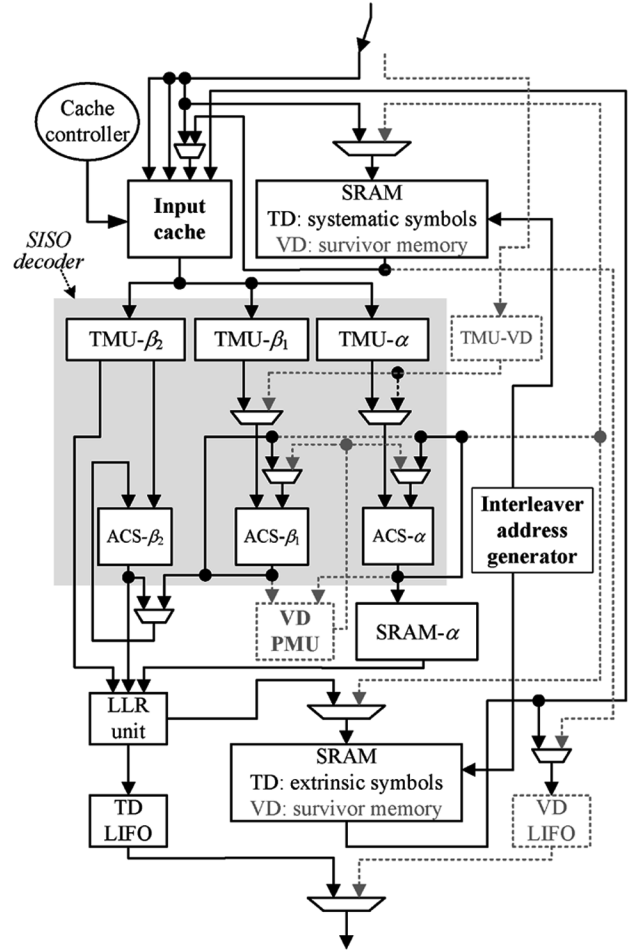 Cache
controller
Input
cache
SRAM
TD: systematic symbols
VD: survivor memory
SISO
decoder
TMU-β2
TMU-β1
TMU-α
TMU-VD
Interleaver
address
generator
ACS-β2
ACS-β1
ACS-α
VD
PMU
SRAM-α
LLR
unit
SRAM
TD: extrinsic symbols
VD: survivor memory
TD
LIFO
VD
LIFO